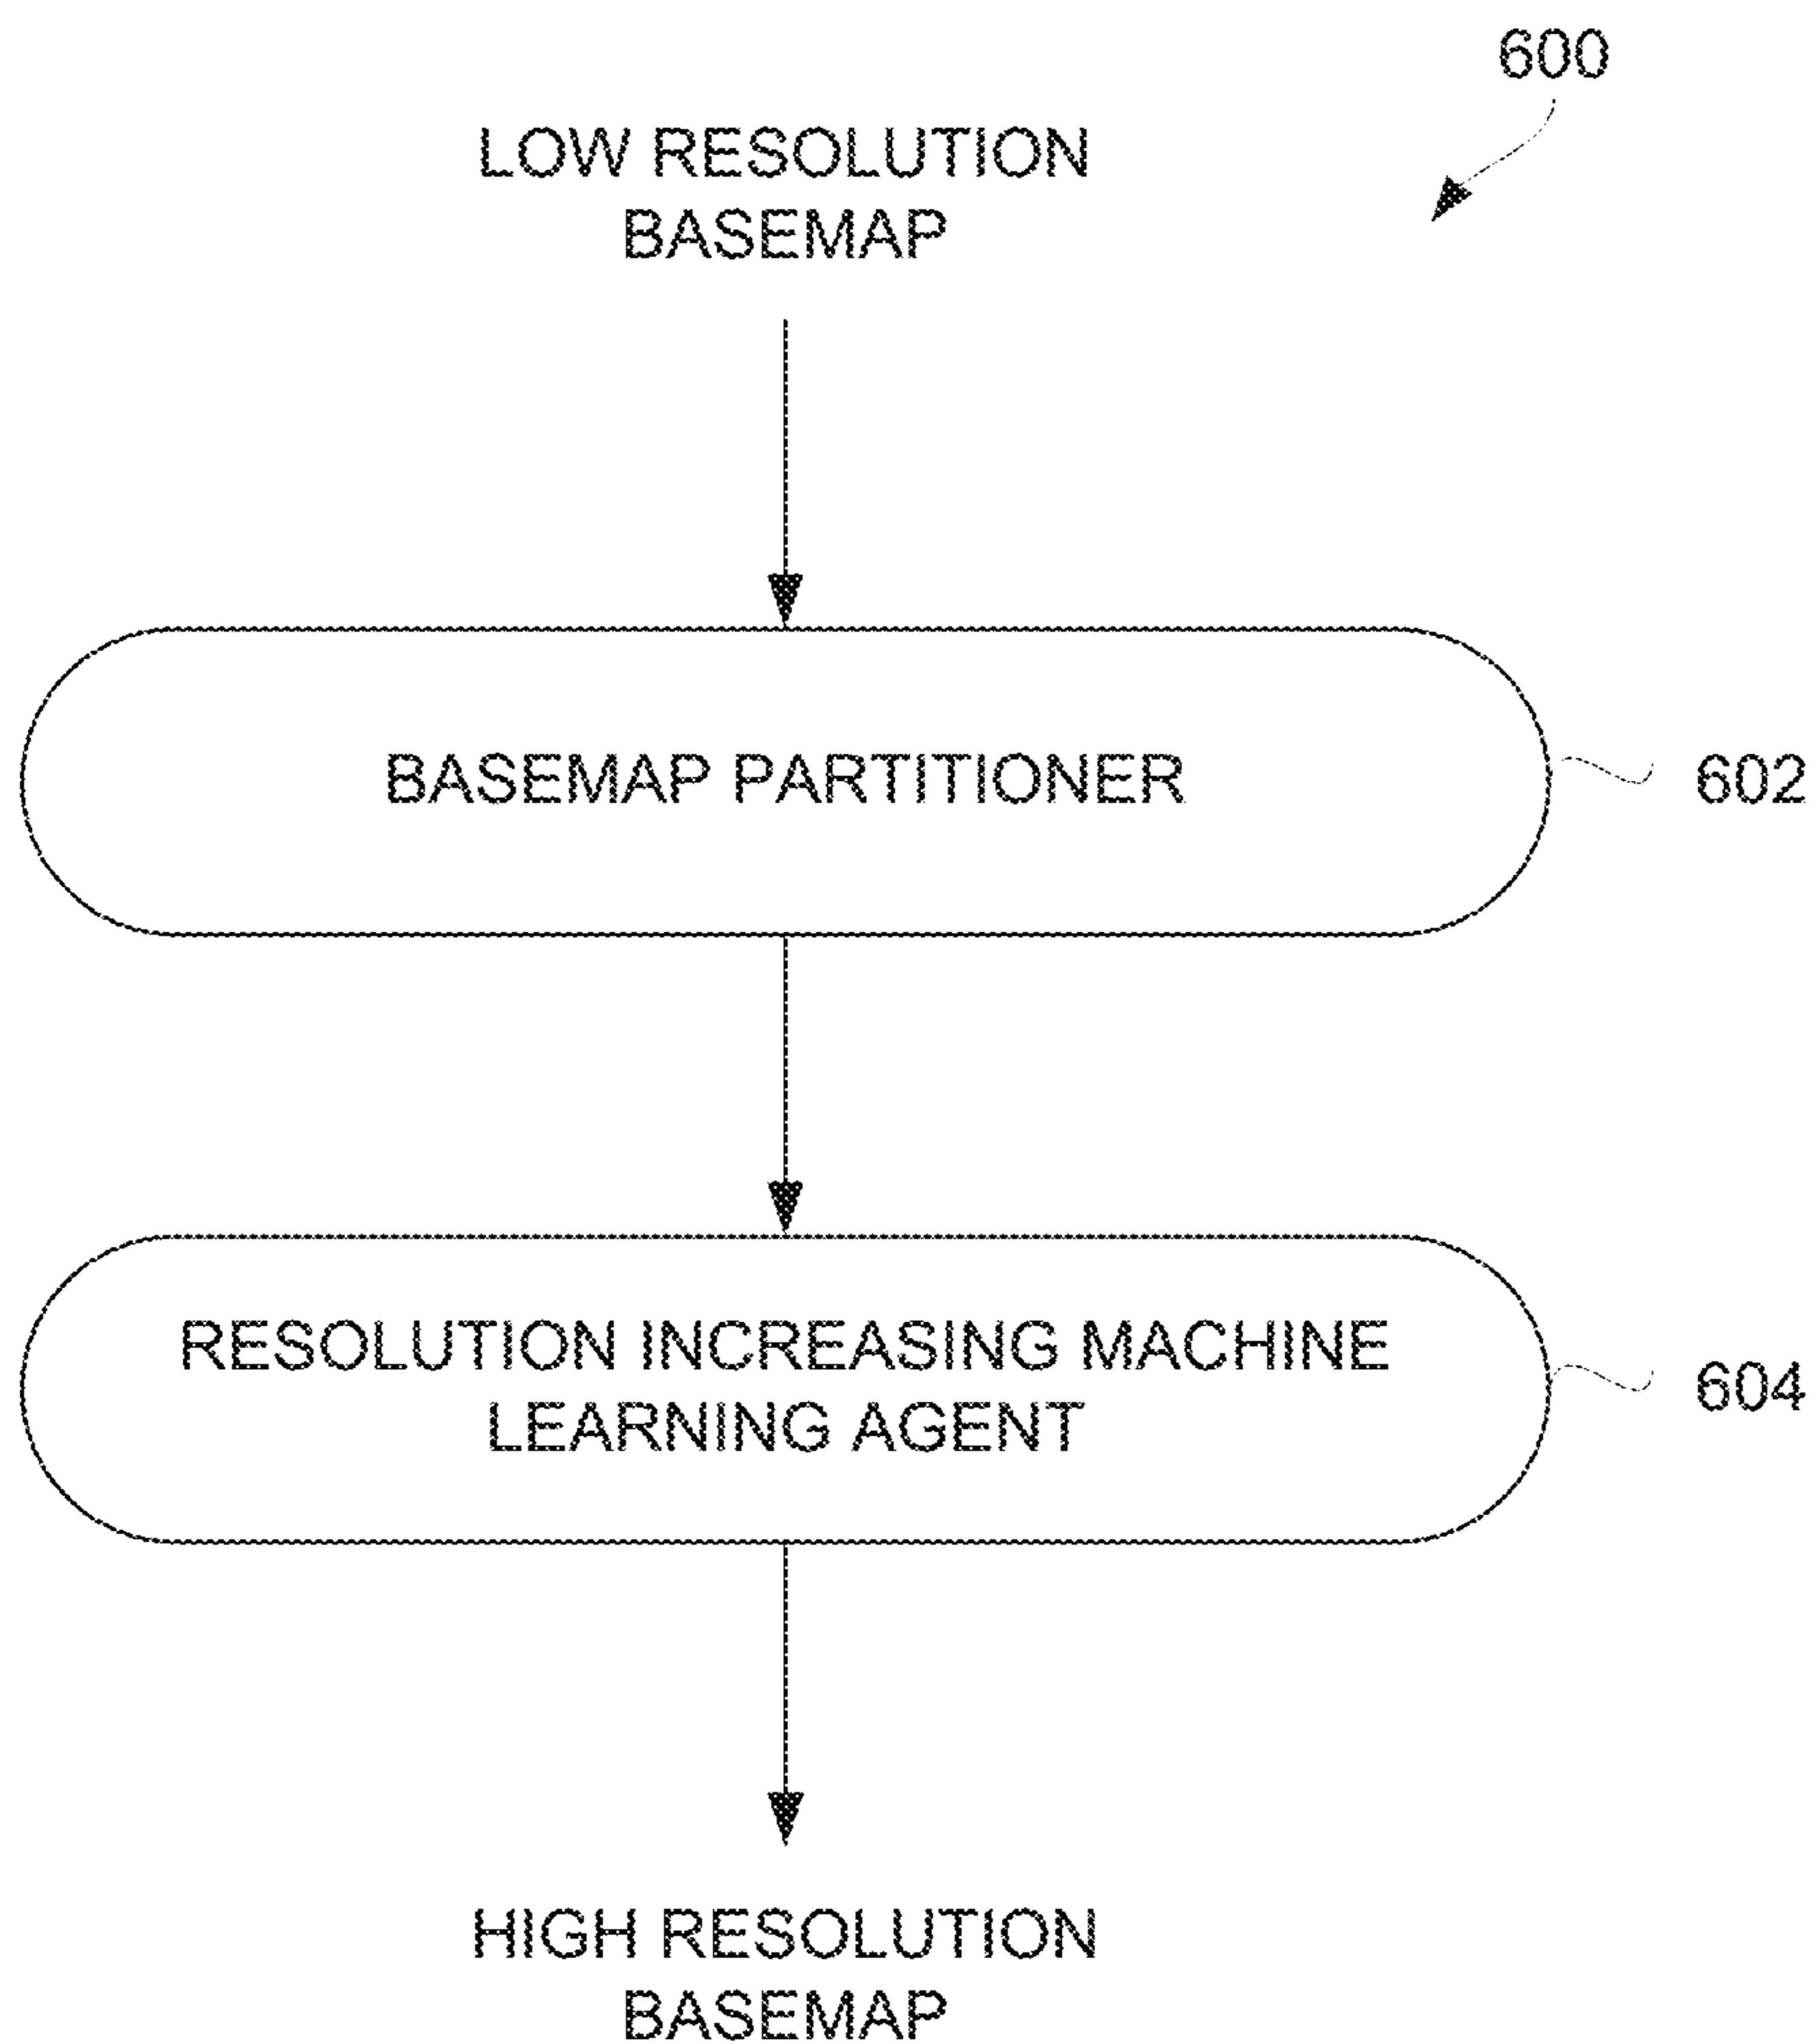 600
LOW RESOLUTION
BASEMAP
BASEMAP PARTITIONER
602
RESOLUTION INCREASING MACHINE
LEARNING AGENT
604
HIGH RESOLUTION
BASEMAP